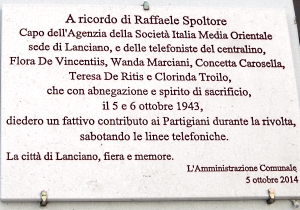 A ricordo di Raffaele Spoltore
Capo dell'Agenzia della Società Italia Media Orientale
sede di Lanciano, e delle telefoniste del centralino,
Flora De Vincentiis, Wanda Marciani, Concetta Carosella,
Teresa De Ritis e Clorinda Troilo,
che con abnegazione e spirito di sacrificio,
il 5 e 6 ottobre 1943,
diedero un fattivo contributo ai Partigiani durante la rivolta,
sabotando le linee telefoniche.
La città di Lanciano, fiera e memore.
L'Amministrazione Comunale
5 ottobre 2014